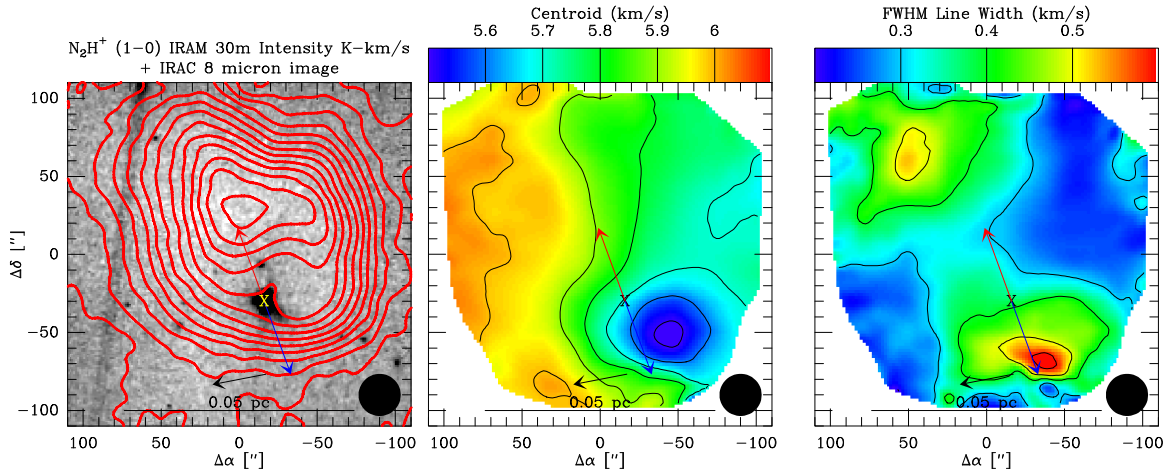 N₂H⁺ (1−0) IRAM 30m Intensity K−km/s
+ IRAC 8 micron image
Centroid (km/s)
FWHM Line Width (km/s)
5.6 5.7 5.8 5.9 6
0.3 0.4 0.5
100
50
0
−50
−100
Δδ ["]
X
X
X
0.05 pc
0.05 pc
0.05 pc
100 50 0 −50 −100
100 50 0 −50 −100
100 50 0 −50 −100
Δα ["]
Δα ["]
Δα ["]